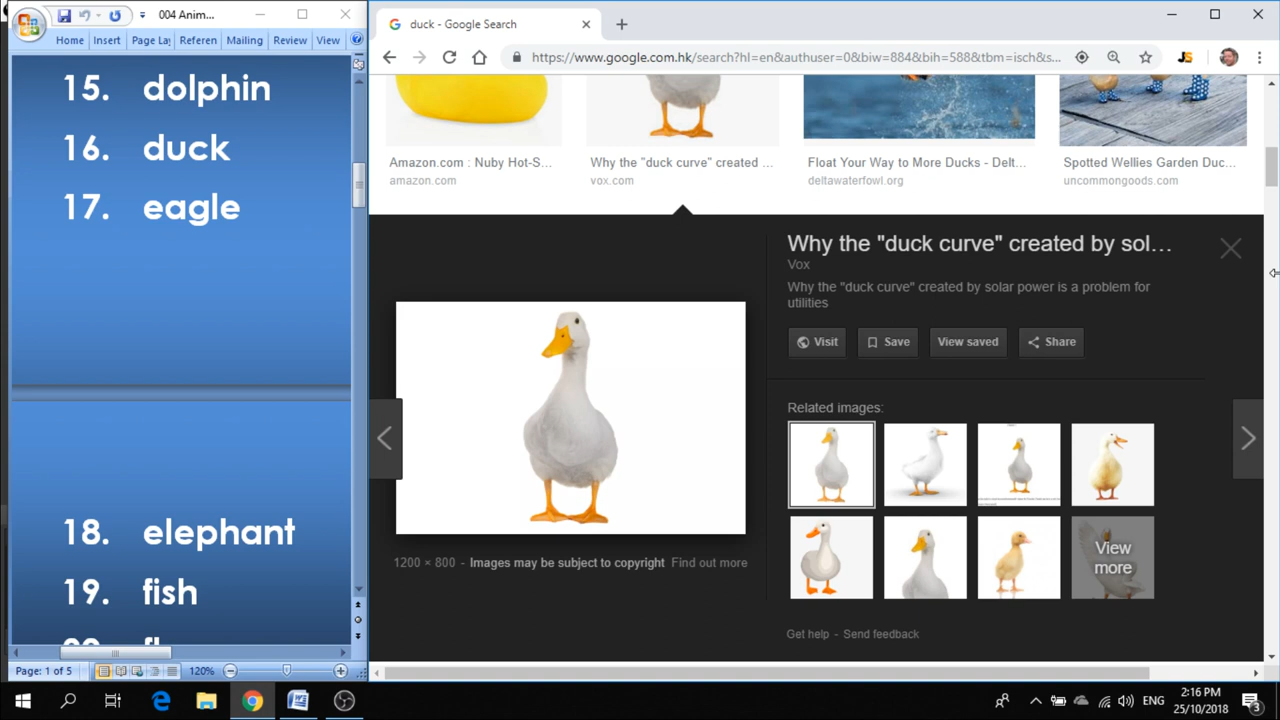 004 Anim...
Home Insert Page La Referen Mailing Review View
15. dolphin
16. duck
17. eagle
18. elephant
19. fish
Page: 1 of 5 120%
duck - Google Search
https://www.google.com.hk/search?hl=en&authuser=0&biw=884&bih=588&tbm=isch&s...
JS
Amazon.com : Nuby Hot-S...
amazon.com
Why the "duck curve" created ...
vox.com
Float Your Way to More Ducks - Delt...
deltawaterfowl.org
Spotted Wellies Garden Duc...
uncommongoods.com
Why the "duck curve" created by sol...
Vox
Why the "duck curve" created by solar power is a problem for
utilities
Visit Save View saved Share
Related images:
View
more
1200 × 800 - Images may be subject to copyright Find out more
Get help - Send feedback
ENG
2:16 PM
25/10/2018
3